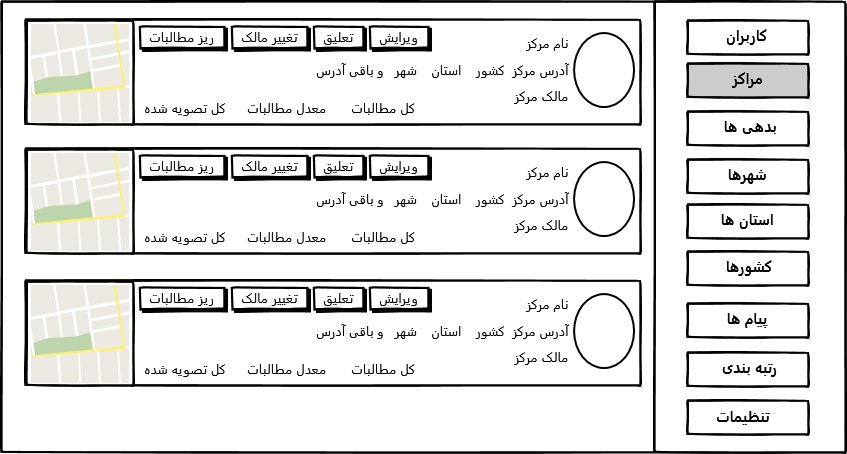 کاربران
مراکز
بدهی ها
شهرها
استان ها
کشورها
پیام ها
رتبه بندی
تنظیمات
ویرایش تعلیق تغییر مالک ریز مطالبات
نام مرکز
آدرس مرکز کشور استان شهر و باقی آدرس
مالک مرکز
کل مطالبات معدل مطالبات کل تصویه شده
ویرایش تعلیق تغییر مالک ریز مطالبات
نام مرکز
آدرس مرکز کشور استان شهر و باقی آدرس
مالک مرکز
کل مطالبات معدل مطالبات کل تصویه شده
ویرایش تعلیق تغییر مالک ریز مطالبات
نام مرکز
آدرس مرکز کشور استان شهر و باقی آدرس
مالک مرکز
کل مطالبات معدل مطالبات کل تصویه شده